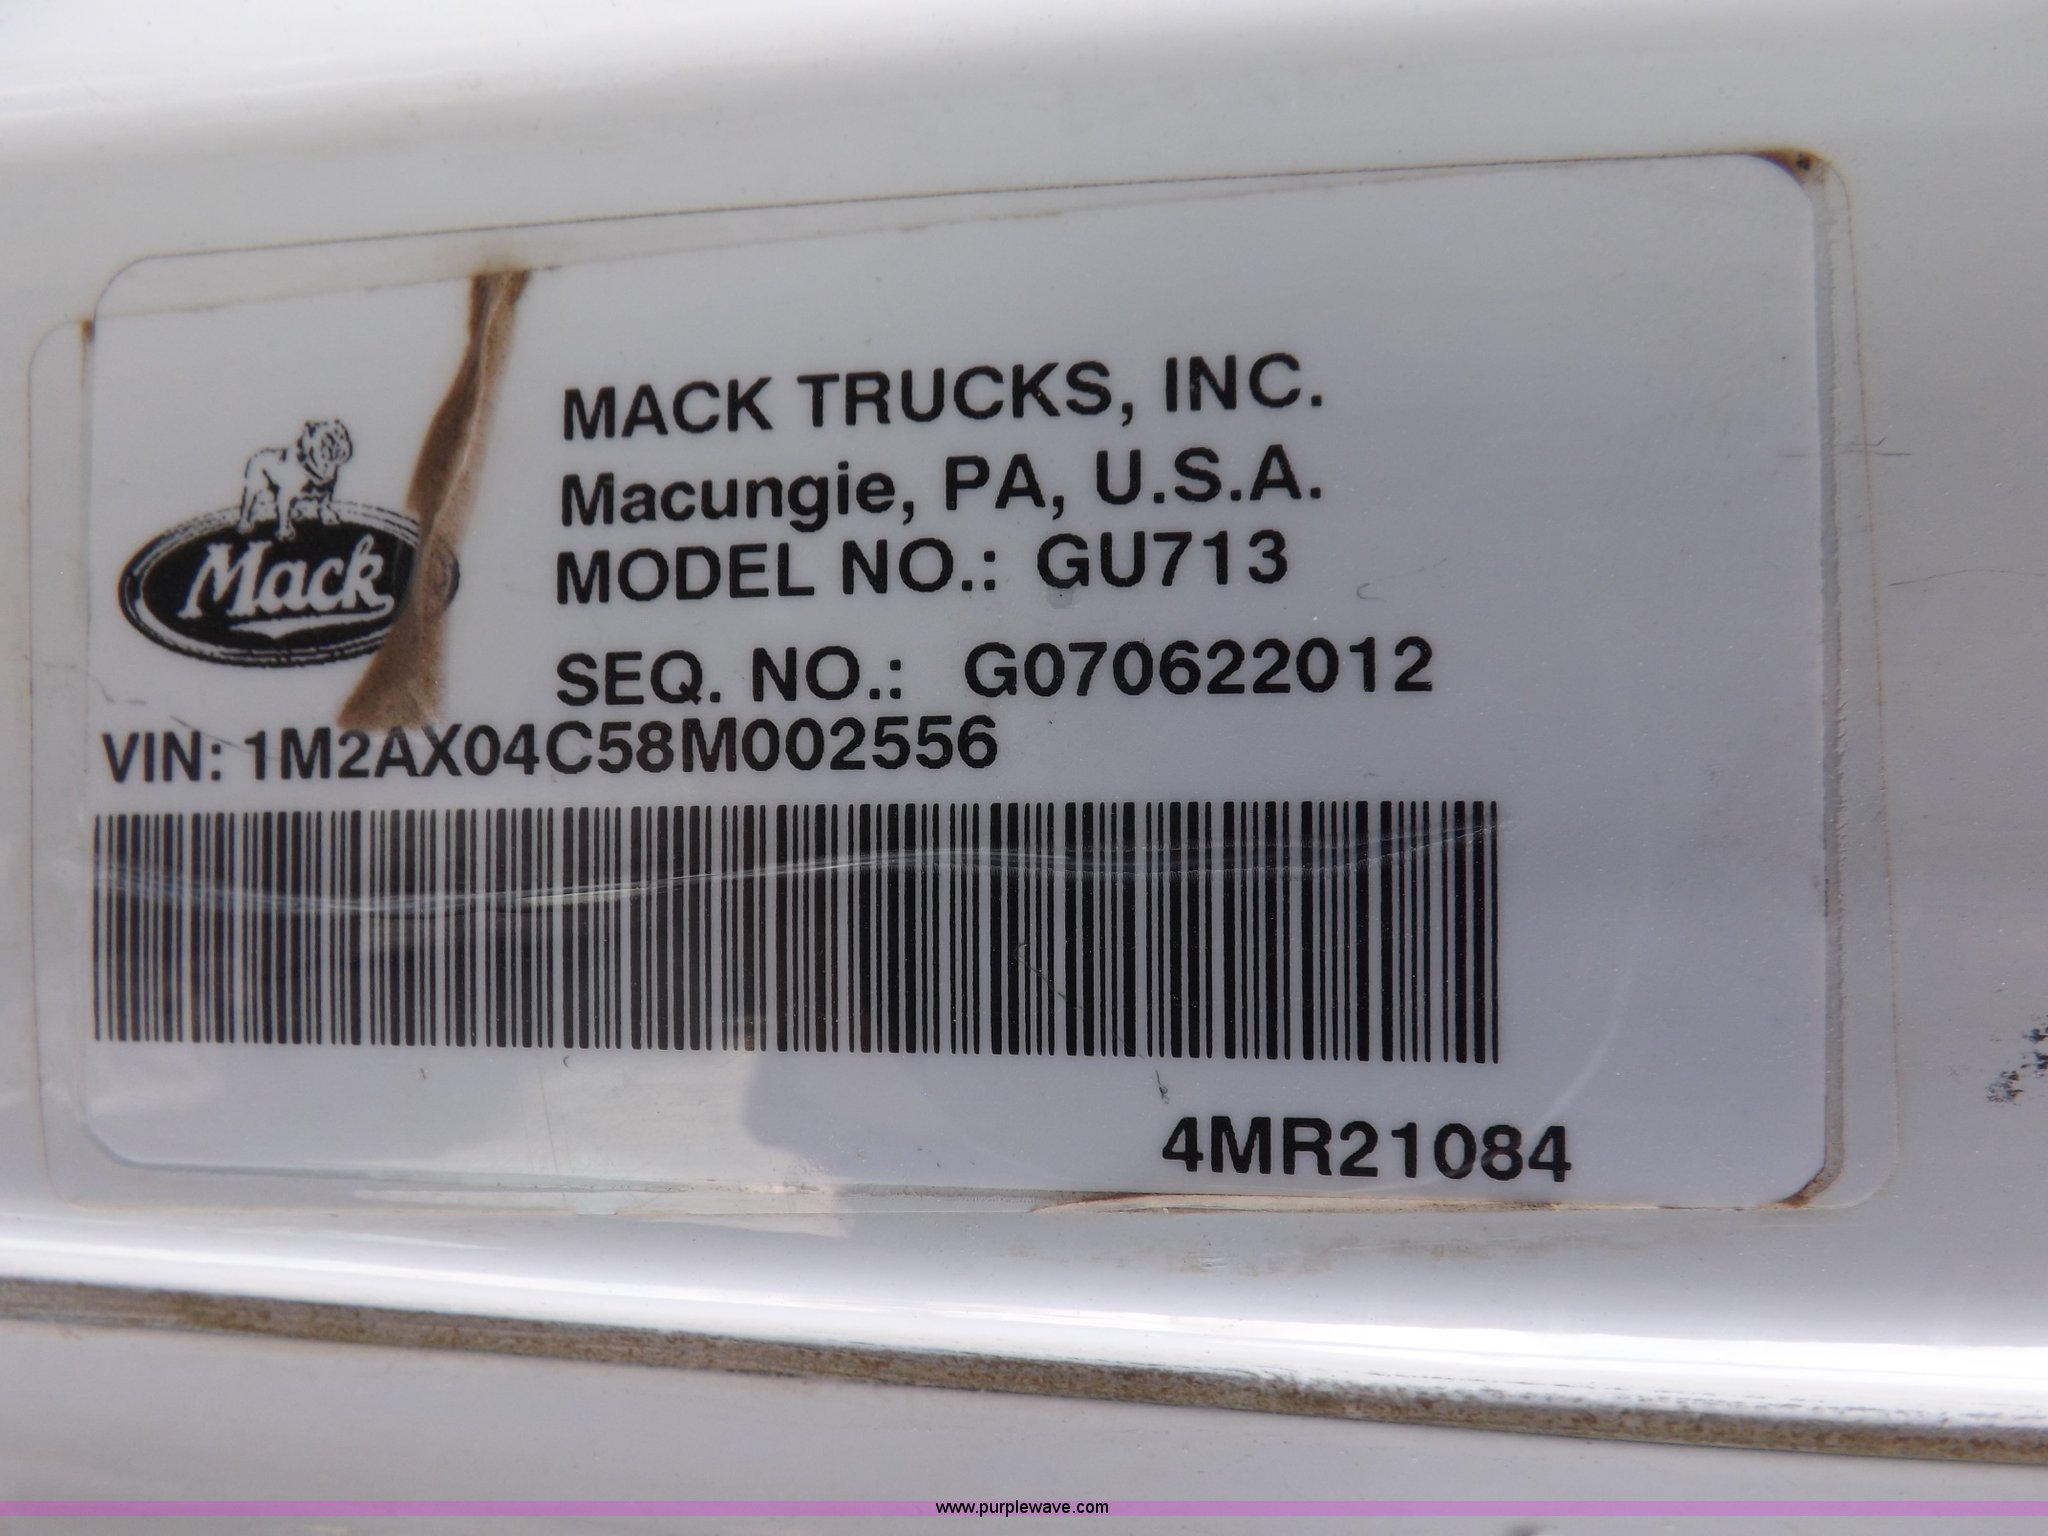 MACK TRUCKS, INC.
Macungie, PA, U.S.A.
Mack
MODEL NO.: GU713
SEQ. NO.: G070622012
VIN: 1M2AX04C58M002556
4MR21084
www.purplewave.com